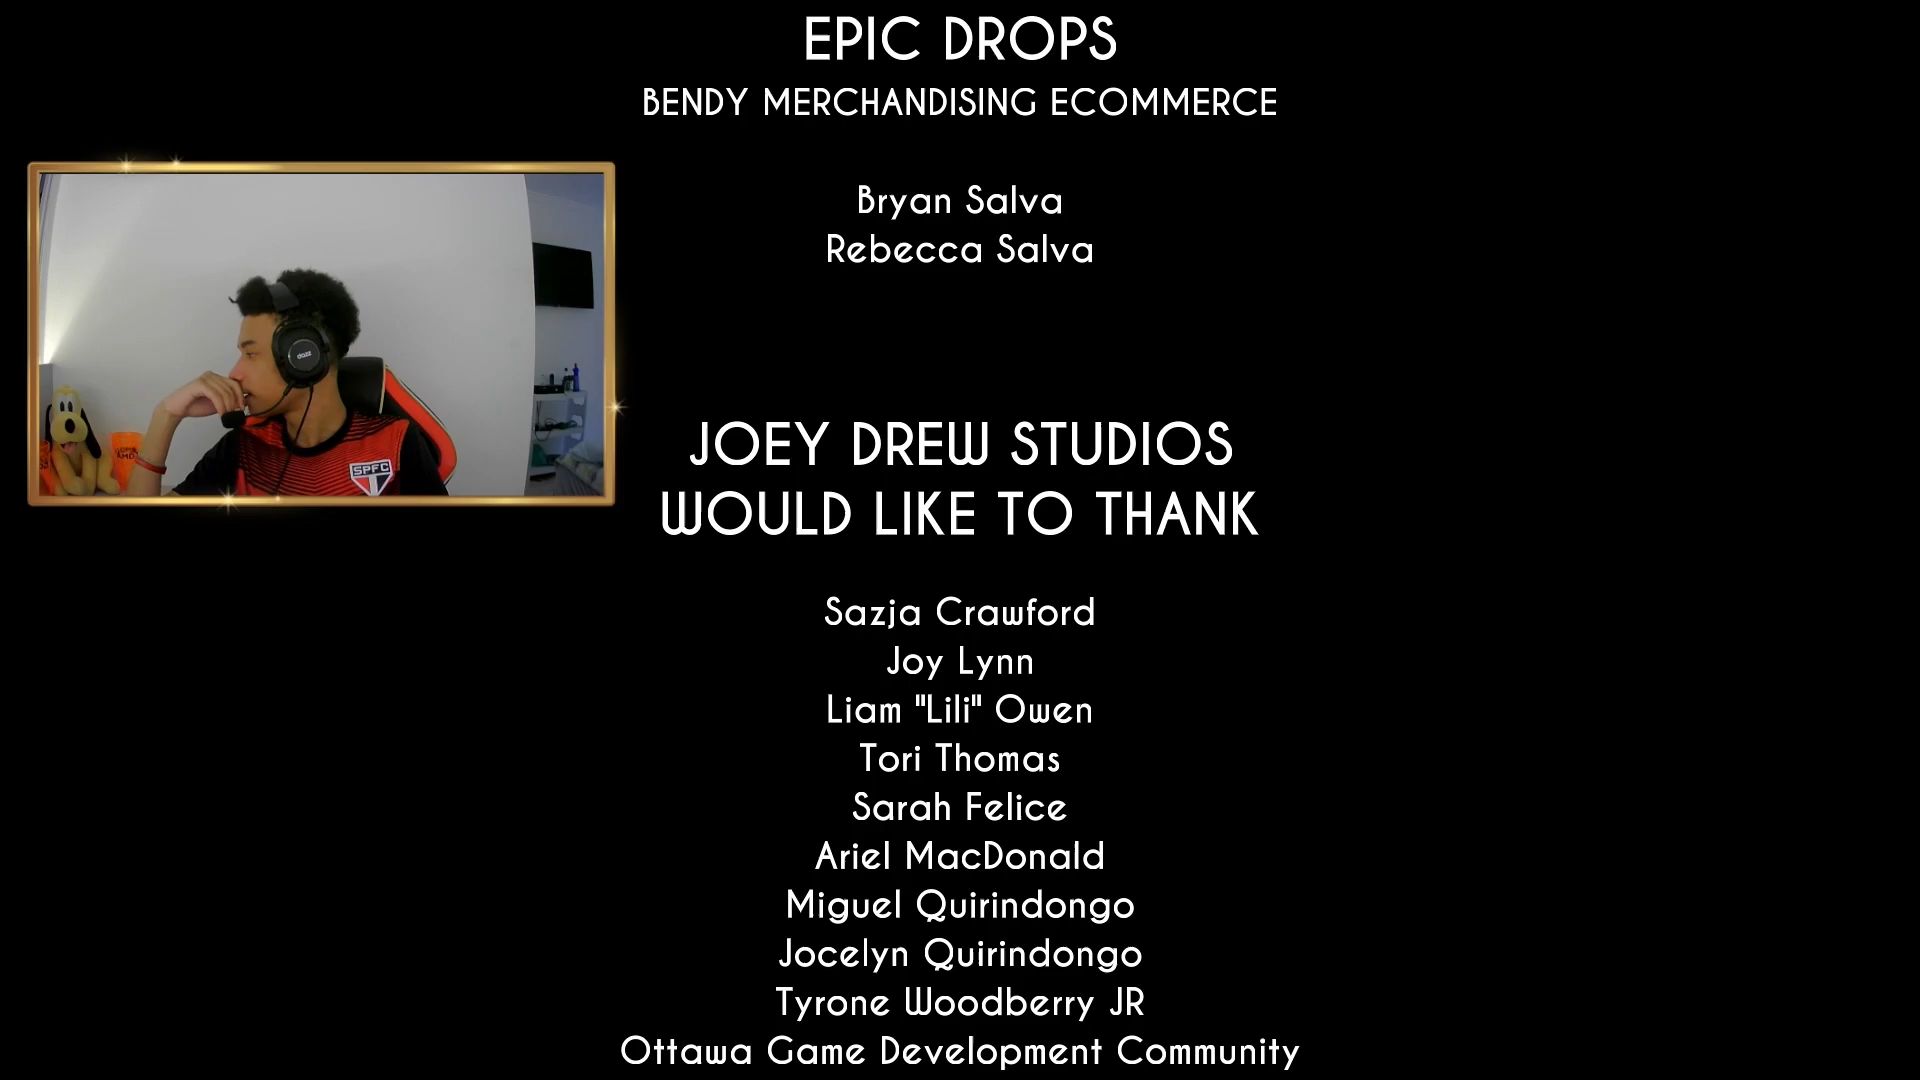 EPIC DROPS
BENDY MERCHANDISING ECOMMERCE
Bryan Salva
Rebecca Salva
dazz
SPFC
JOEY DREW STUDIOS
WOULD LIKE TO THANK
Sazja Crawford
Joy Lynn
Liam "Lili" Owen
Tori Thomas
Sarah Felice
Ariel MacDonald
Miguel Quirindongo
Jocelyn Quirindongo
Tyrone Woodberry JR
Ottawa Game Development Community